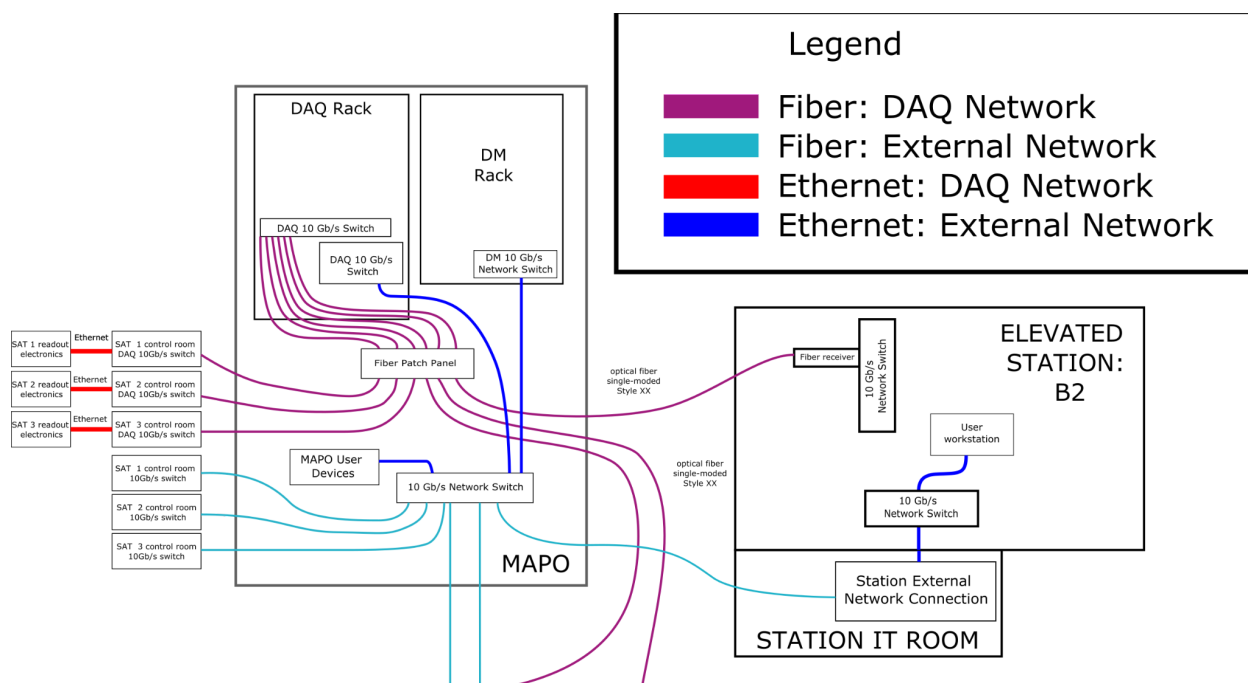 Legend
Fiber: DAQ Network
Fiber: External Network
Ethernet: DAQ Network
Ethernet: External Network
DAQ Rack
DM
Rack
DAQ 10 Gb/s Switch
DAQ 10 Gb/s
Switch
DM 10 Gb/s
Network Switch
SAT 1 readout
electronics
Ethernet
SAT 1 control room
DAQ 10Gb/s switch
SAT 2 readout
electronics
Ethernet
SAT 2 control room
DAQ 10Gb/s switch
SAT 3 readout
electronics
Ethernet
SAT 3 control room
DAQ 10Gb/s switch
Fiber Patch Panel
optical fiber
single-moded
Style XX
Fiber receiver
10 Gb/s
Network Switch
ELEVATED
STATION:
B2
User
workstation
SAT 1 control room
10Gb/s switch
SAT 2 control room
10Gb/s switch
SAT 3 control room
10Gb/s switch
MAPO User
Devices
10 Gb/s Network Switch
MAPO
optical fiber
single-moded
Style XX
10 Gb/s
Network Switch
Station External
Network Connection
STATION IT ROOM